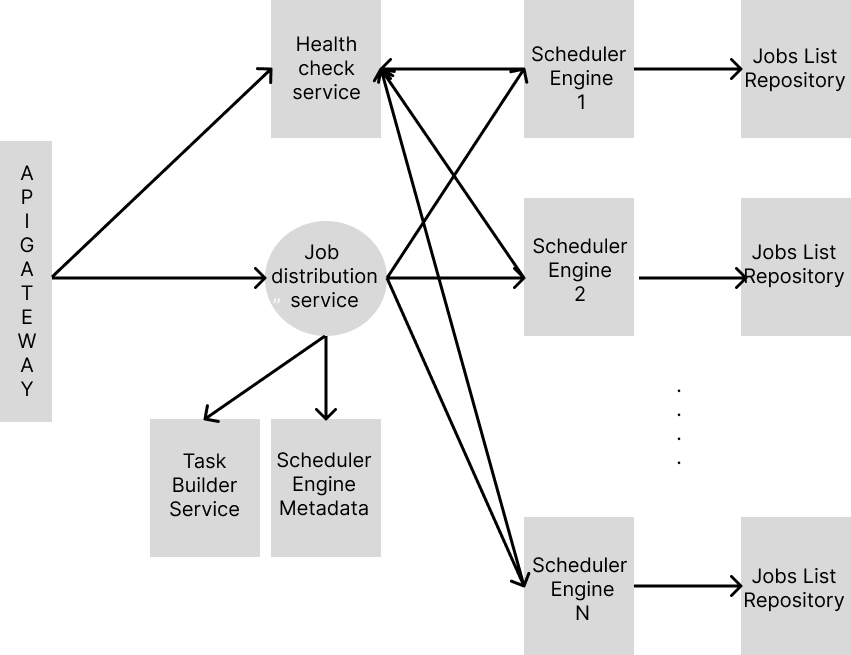 A
P
I
G
A
T
E
W
A
Y
Health
check
service
Scheduler
Engine
1
Jobs List
Repository
Job
distribution
„ service
Scheduler
Engine
2
Jobs List
Repository
.
.
.
.
Task
Builder
Service
Scheduler
Engine
Metadata
Scheduler
Engine
N
Jobs List
Repository